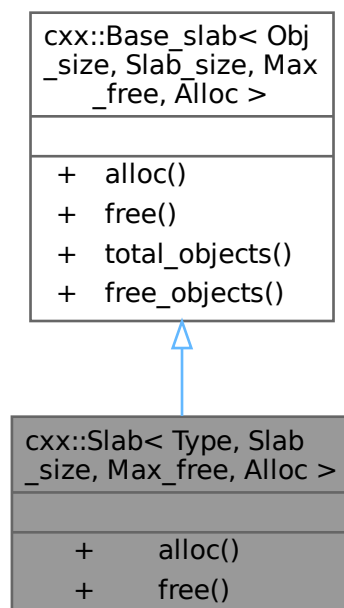 cxx::Base_slab< Obj
_size, Slab_size, Max
_free, Alloc >
+ alloc()
+ free()
+ total_objects()
+ free_objects()
cxx::Slab< Type, Slab
_size, Max_free, Alloc >
+ alloc()
+ free()